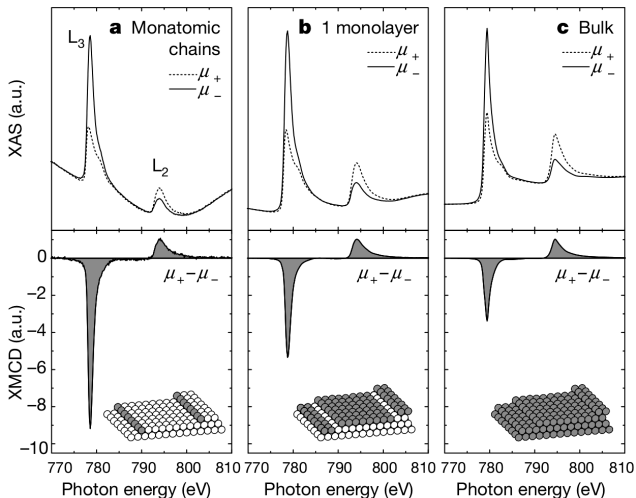 a Monatomic chains
L3
μ+
μ−
L2
XAS (a.u.)
b 1 monolayer
μ+
μ−
c Bulk
μ+
μ−
XMCD (a.u.)
0
−2
−4
−6
−8
−10
μ+−μ−
μ+−μ−
μ+−μ−
770 780 790 800 810
770 780 790 800 810
770 780 790 800 810
Photon energy (eV)
Photon energy (eV)
Photon energy (eV)